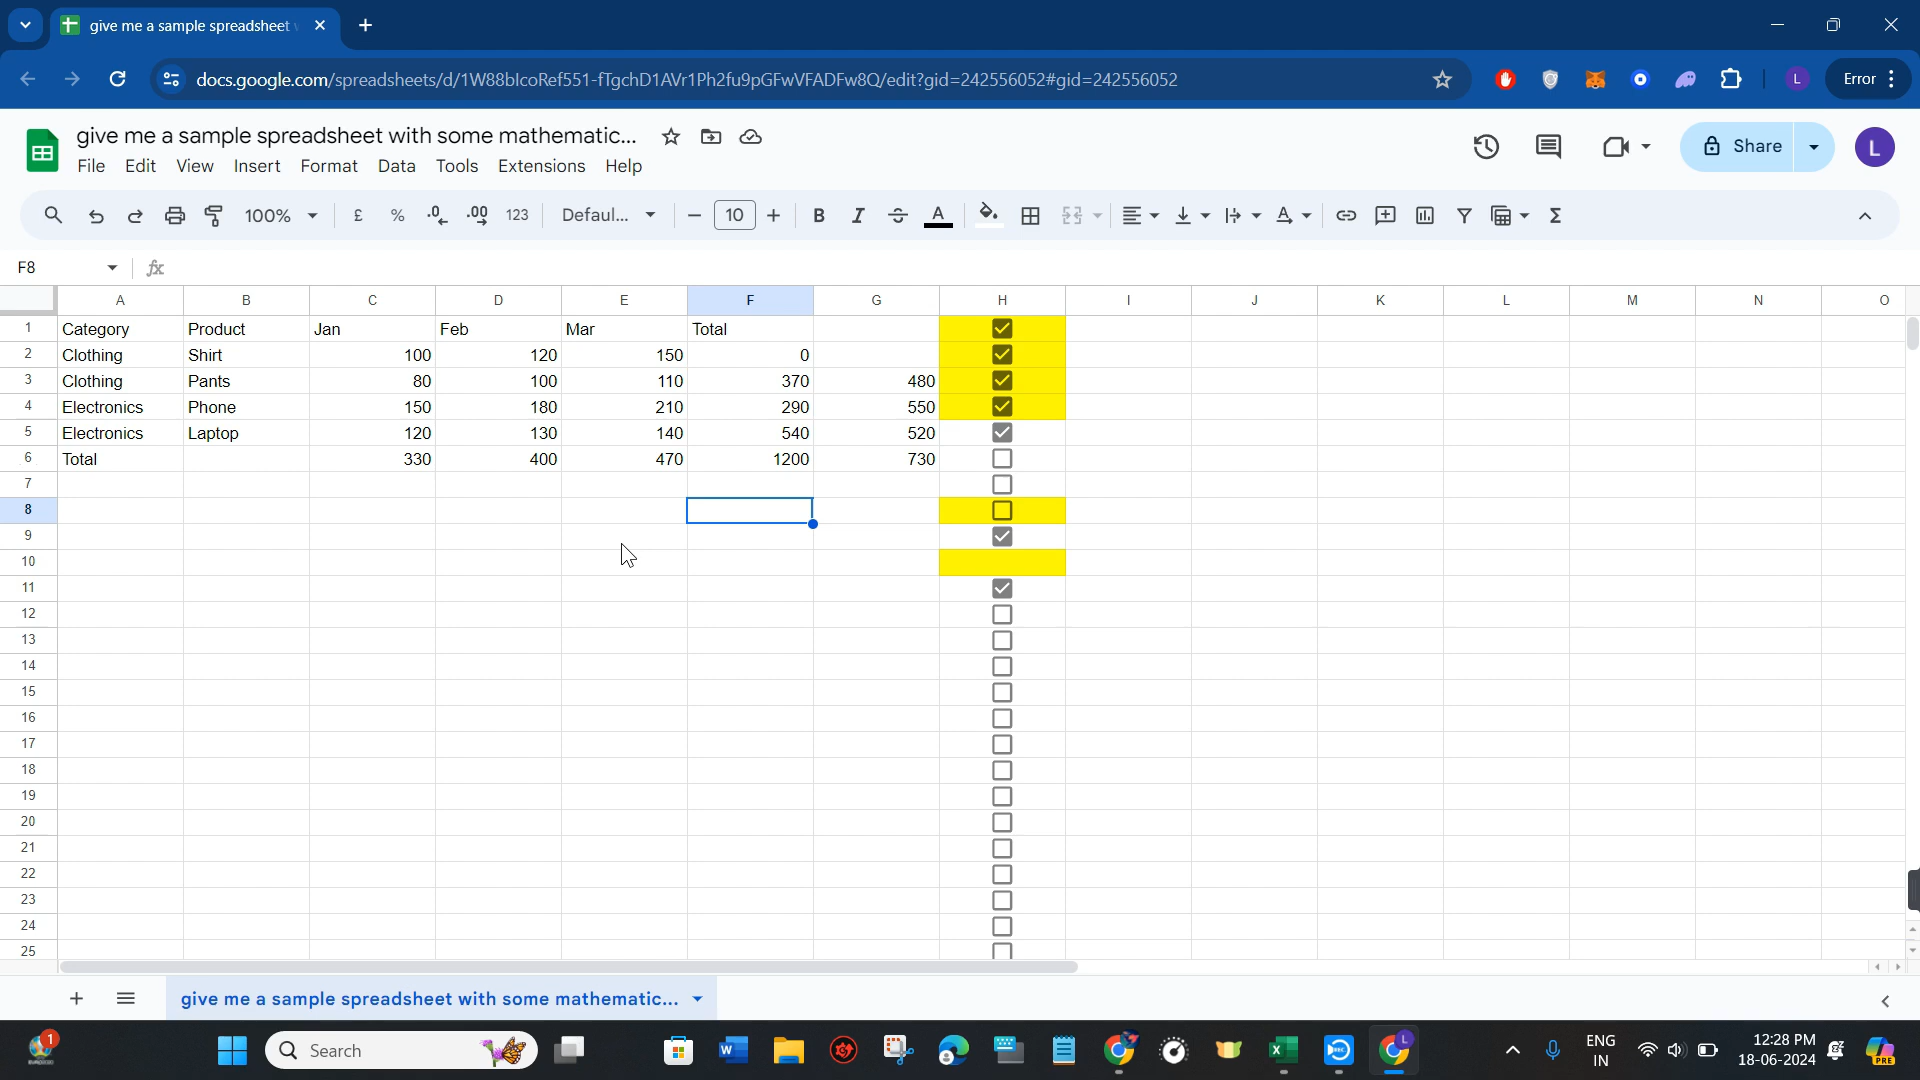 give me a sample spreadsheet
docs.google.com/spreadsheets/d/1W88blcoRef551-fTgchD1AVr1Ph2fu9pGFwVFADFw8Q/edit?gid=242556052#gid=242556052
L
Error
give me a sample spreadsheet with some mathematic...
File Edit View Insert Format Data Tools Extensions Help
Share
L
100% £ % .0 .00 123 Defaul... 10 B I A
F8 fx
A B C D E F G H I J K L M N O
1 Category Product Jan Feb Mar Total
2 Clothing Shirt 100 120 150 0
3 Clothing Pants 80 100 110 370 480
4 Electronics Phone 150 180 210 290 550
5 Electronics Laptop 120 130 140 540 520
6 Total 330 400 470 1200 730
7
8
9
10
11
12
13
14
15
16
17
18
19
20
21
22
23
24
25
give me a sample spreadsheet with some mathematic...
1
Search
ENG
IN
12:28 PM
18-06-2024
PRE